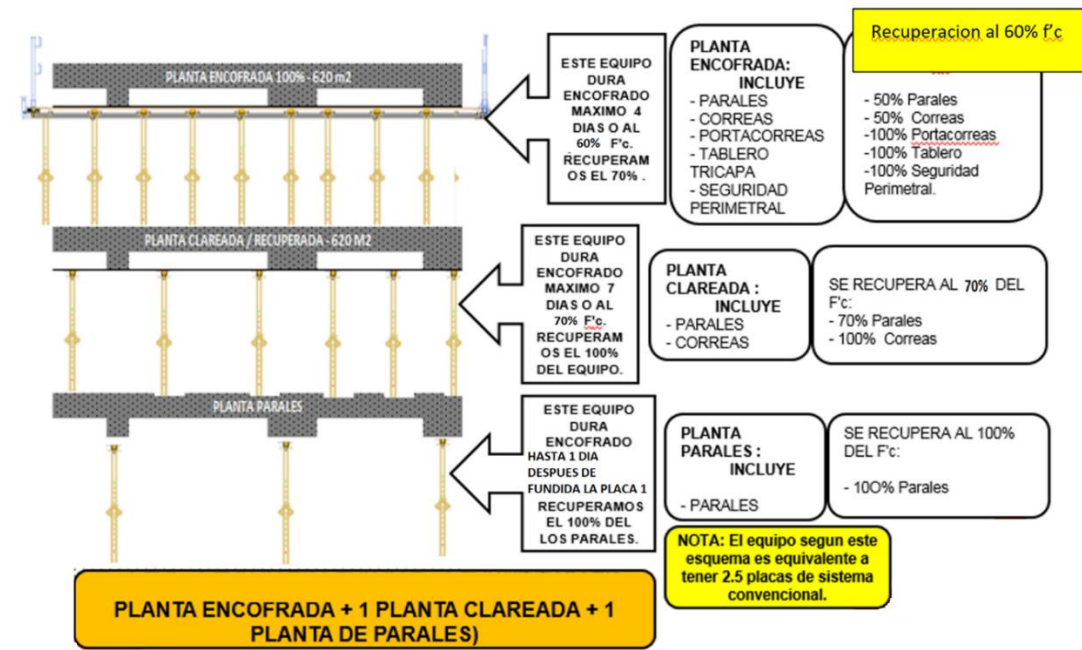 Recuperacion al 60% f'c
PLANTA ENCOFRADA 100% - 620 m2
ESTE EQUIPO
DURA
ENCOFRADO
MAXIMO 4
DIAS O AL
60% F'c.
RECUPERAM
OS EL 70% .
PLANTA
ENCOFRADA:
INCLUYE
- PARALES
- CORREAS
- PORTACORREAS
- TABLERO
TRICAPA
- SEGURIDAD
PERIMETRAL
- 50% Parales
- 50% Correas
-100% Portacorreas
-100% Tablero
-100% Seguridad
Perimetral.
PLANTA CLAREADA / RECUPERADA - 620 M2
ESTE EQUIPO
DURA
ENCOFRADO
MAXIMO 7
DIAS O AL
70% F'c.
RECUPERAM
OS EL 100%
DEL EQUIPO.
PLANTA
CLAREADA :
INCLUYE
- PARALES
- CORREAS
SE RECUPERA AL 70% DEL
F'c:
- 70% Parales
- 100% Correas
PLANTA PARALES
ESTE EQUIPO
DURA
ENCOFRADO
HASTA 1 DIA
DESPUES DE
FUNDIDA LA PLACA 1
RECUPERAMOS
EL 100% DEL
LOS PARALES.
PLANTA
PARALES :
INCLUYE
- PARALES
SE RECUPERA AL 100%
DEL F'c:
- 10O% Parales
NOTA: El equipo segun este
esquema es equivalente a
tener 2.5 placas de sistema
convencional.
PLANTA ENCOFRADA + 1 PLANTA CLAREADA + 1
PLANTA DE PARALES)